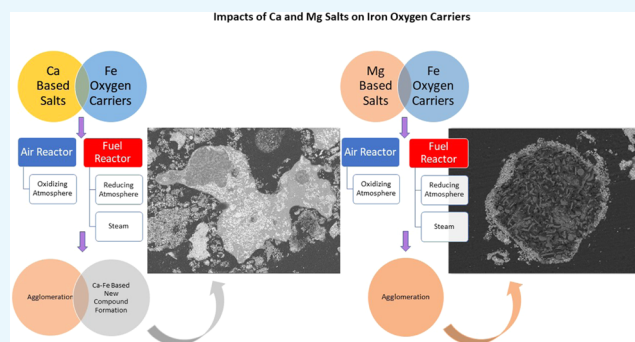 Impacts of Ca and Mg Salts on Iron Oxygen Carriers
Ca
Based
Salts
Fe
Oxygen
Carriers
Air Reactor
Fuel
Reactor
Oxidizing
Atmosphere
Reducing
Atmosphere
Steam
Agglomeration
Ca-Fe Based
New
Compound
Formation
Mg
Based
Salts
Fe
Oxygen
Carriers
Air Reactor
Fuel
Reactor
Oxidizing
Atmosphere
Reducing
Atmosphere
Steam
Agglomeration